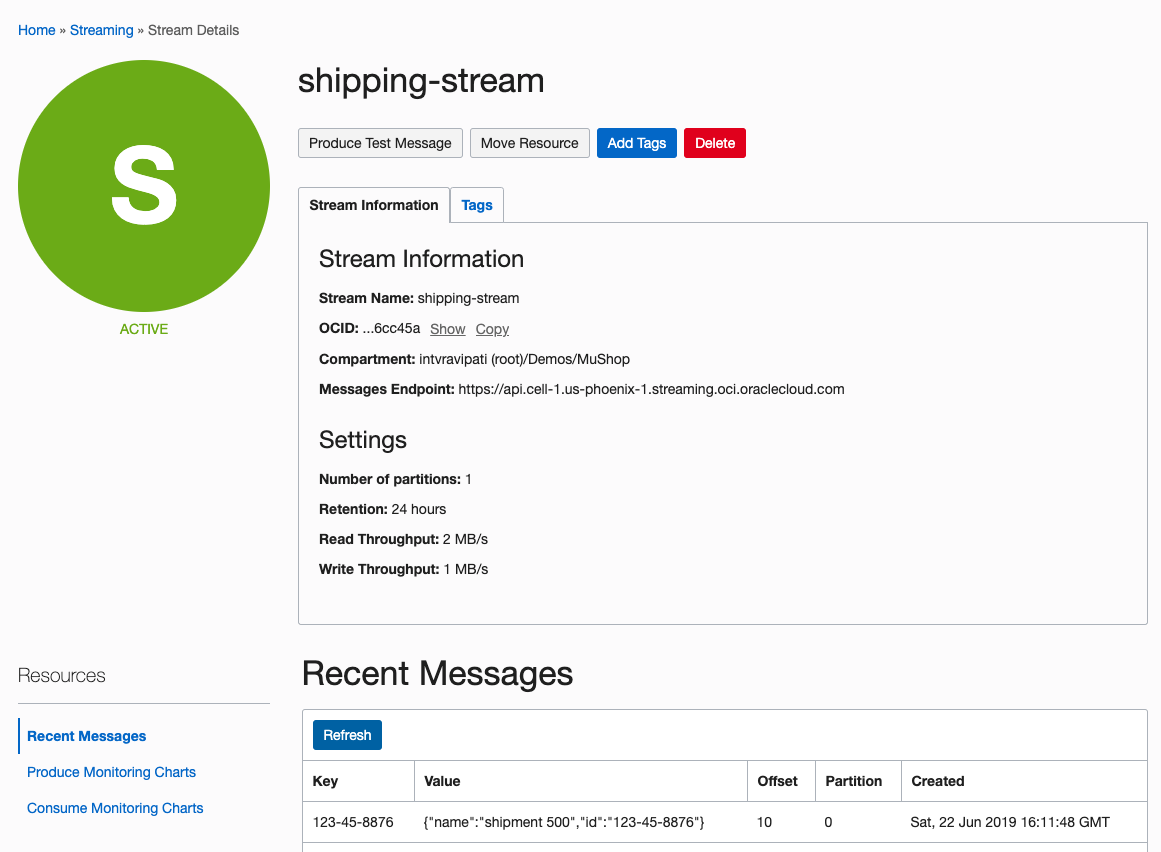 Home » Streaming » Stream Details
S
ACTIVE
shipping-stream
Produce Test Message Move Resource Add Tags Delete
Stream Information Tags
Stream Information
Stream Name: shipping-stream
OCID: ...6cc45a Show Copy
Compartment: intvravipati (root)/Demos/MuShop
Messages Endpoint: https://api.cell-1.us-phoenix-1.streaming.oci.oraclecloud.com
Settings
Number of partitions: 1
Retention: 24 hours
Read Throughput: 2 MB/s
Write Throughput: 1 MB/s
Resources
Recent Messages
Produce Monitoring Charts
Consume Monitoring Charts
Recent Messages
Refresh
Key Value Offset Partition Created
123-45-8876 {"name":"shipment 500","id":"123-45-8876"} 10 0 Sat, 22 Jun 2019 16:11:48 GMT